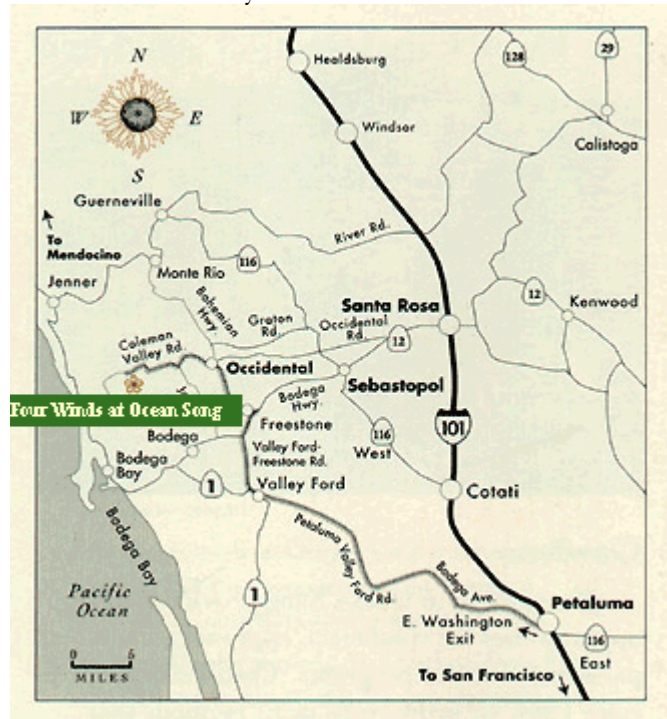 N
W
E
S
Healdsburg
128
29
Windsor
Calistoga
Guerneville
River Rd.
To
Mendocino
116
Monte Rio
Jenner
Bohemian
Hwy.
Graton
Rd.
Santa Rosa
Occidental
Rd.
12
12
Kenwood
Coleman
Valley Rd.
Occidental
Sebastopol
Four Winds at Ocean Song
Bodega
Hwy.
Freestone
116
West
101
Bodega
Valley Ford-
Freestone Rd.
Bodega
Bay
1
Valley Ford
Cotati
Bodega Bay
Petaluma Valley
Ford Rd.
Bodega Ave.
Pacific
Ocean
1
Petaluma
E. Washington
Exit
116
East
0 5
MILES
To San Francisco